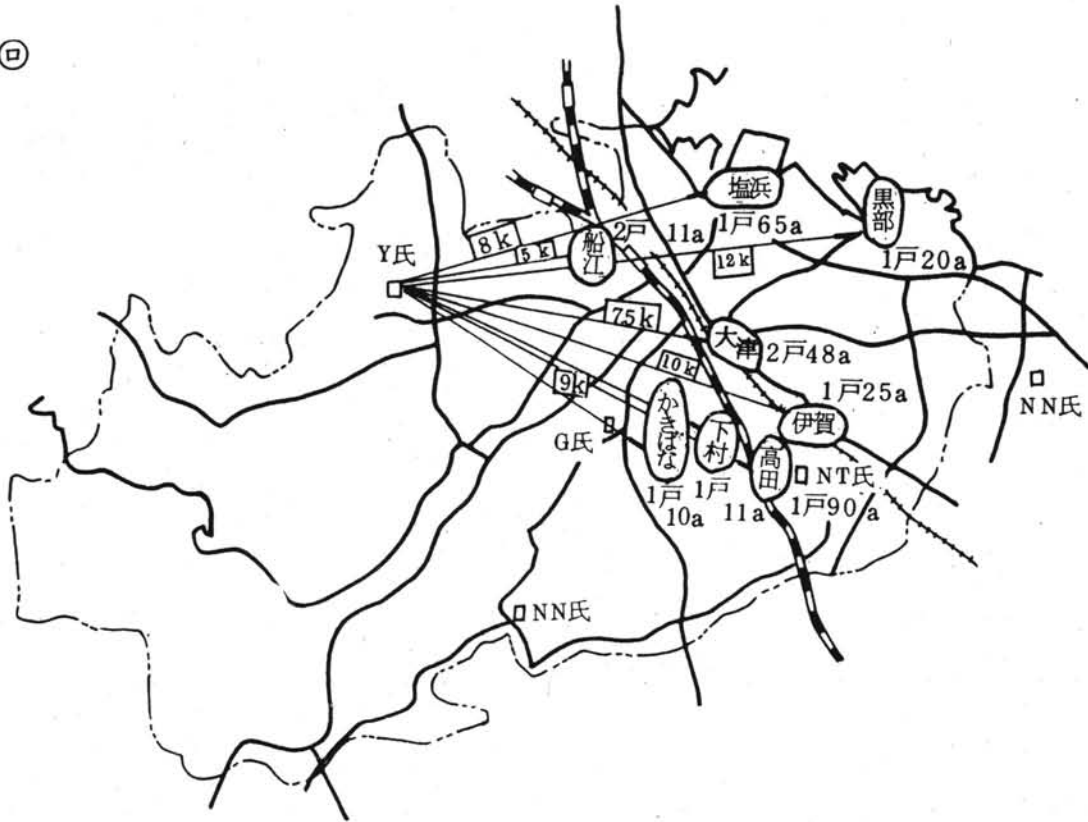 ロ
塩浜
黒部
8k
5k
船江
2戸 11a
1戸65a
12k
1戸20a
Y氏
75k
大津
2戸48a
10k
1戸25a
NN氏
9k
かきばな
下村
伊賀
G氏
高田
NT氏
1戸
10a
1戸
11a
1戸90a
NN氏